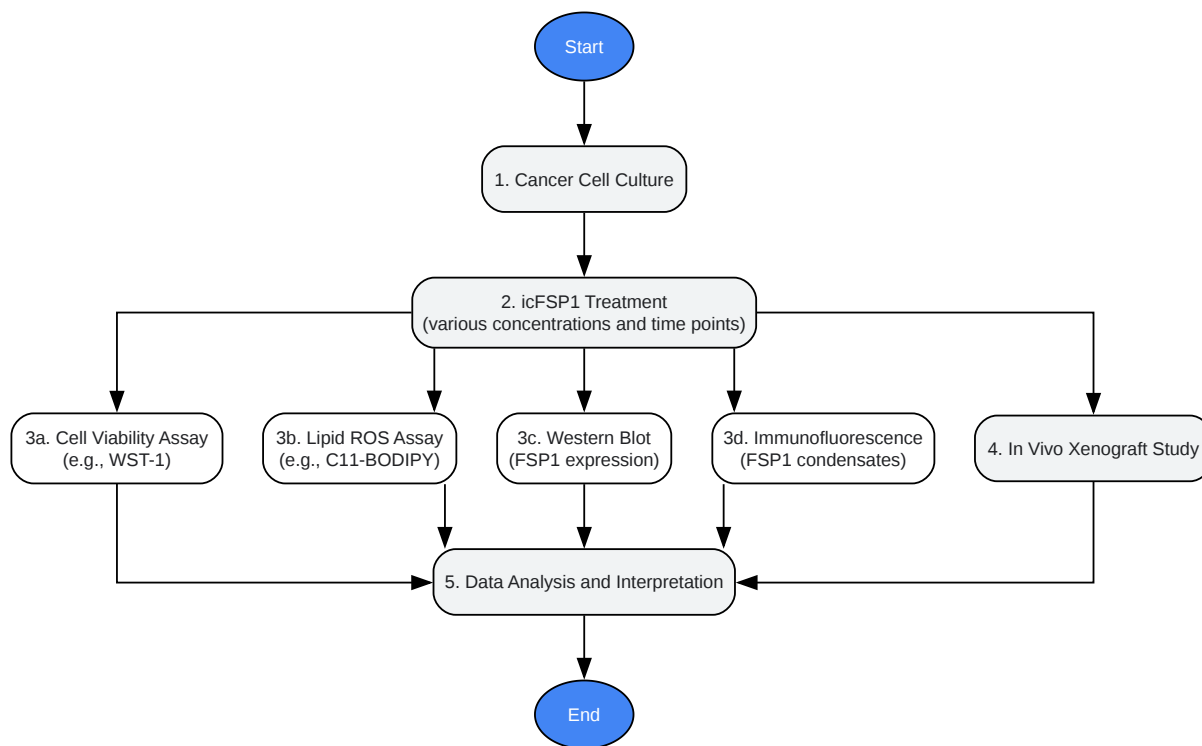 Start
1. Cancer Cell Culture
2. icFSP1 Treatment
(various concentrations and time points)
3a. Cell Viability Assay
(e.g., WST-1)
3b. Lipid ROS Assay
(e.g., C11-BODIPY)
3c. Western Blot
(FSP1 expression)
3d. Immunofluorescence
(FSP1 condensates)
4. In Vivo Xenograft Study
5. Data Analysis and Interpretation
End